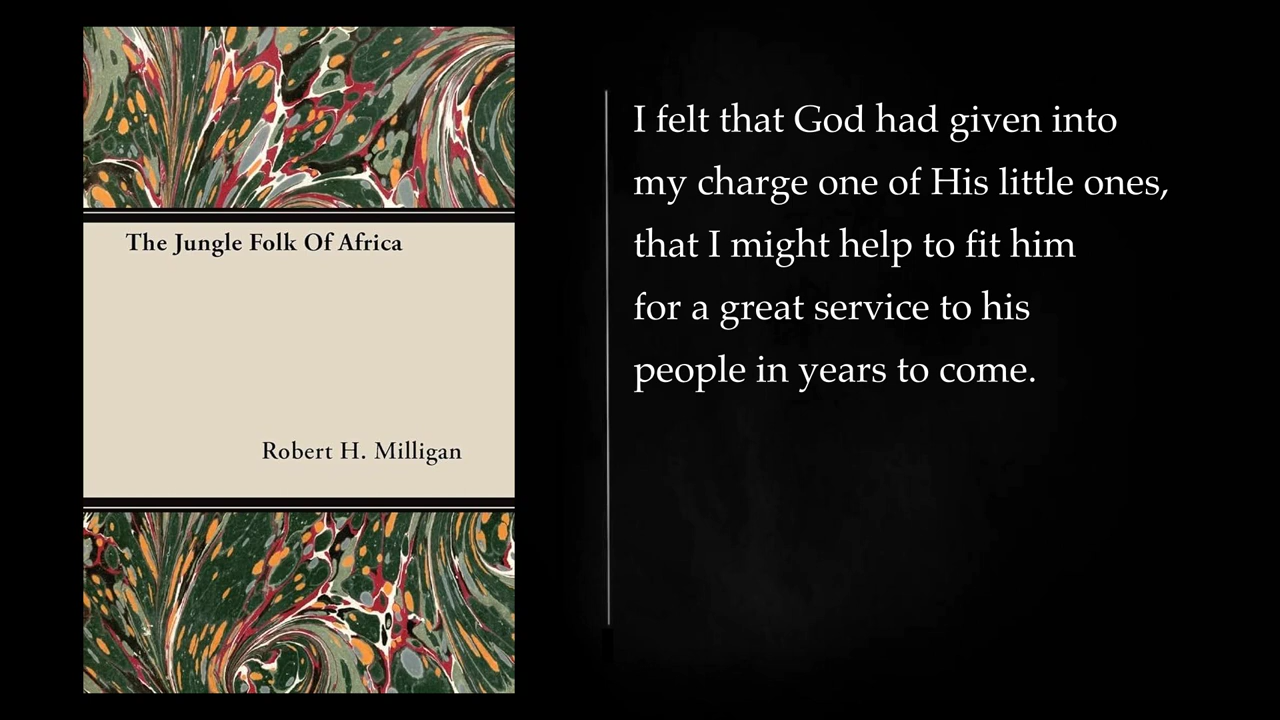 The Jungle Folk Of Africa
Robert H. Milligan
I felt that God had given into
my charge one of His little ones,
that I might help to fit him
for a great service to his
people in years to come.